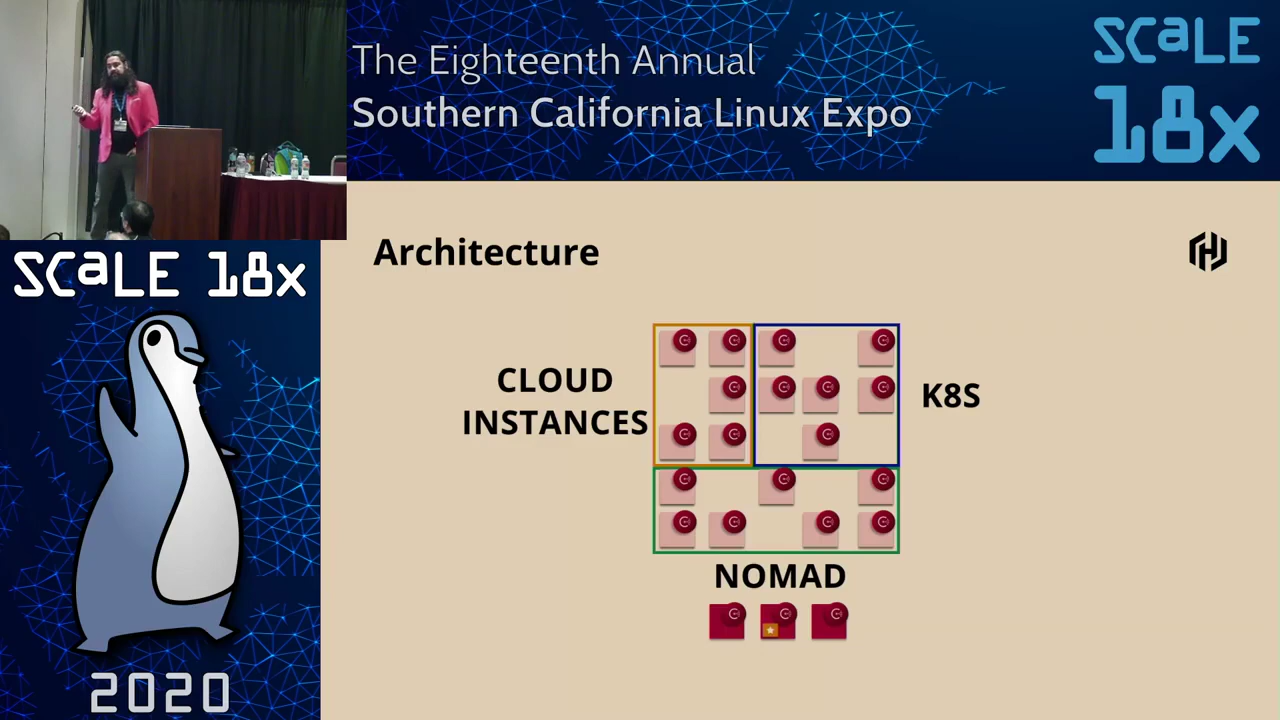 The Eighteenth Annual
Southern California Linux Expo
SCaLE
18x
SCaLE 18x
2020
Architecture
CLOUD
INSTANCES
K8S
NOMAD